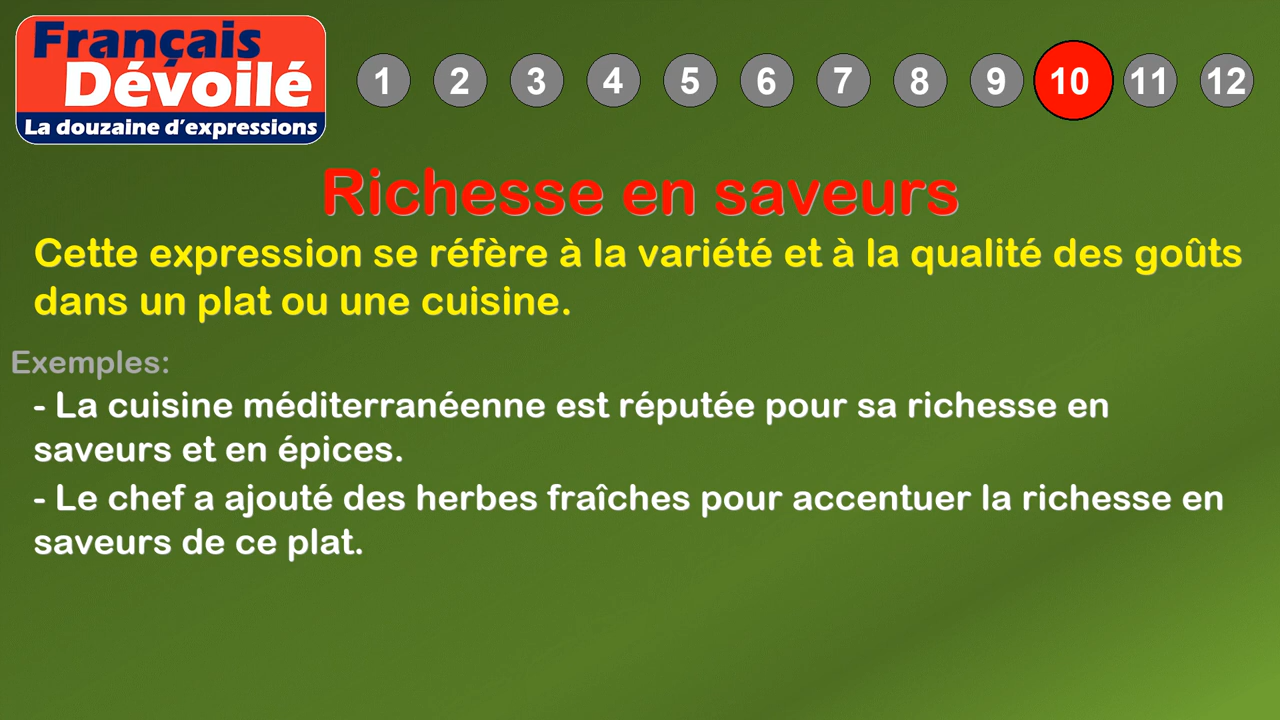 Français
Dévoilé
La douzaine d'expressions
1 2 3 4 5 6 7 8 9 10 11 12
Richesse en saveurs
Cette expression se réfère à la variété et à la qualité des goûts
dans un plat ou une cuisine.
Exemples:
- La cuisine méditerranéenne est réputée pour sa richesse en
saveurs et en épices.
- Le chef a ajouté des herbes fraîches pour accentuer la richesse en
saveurs de ce plat.